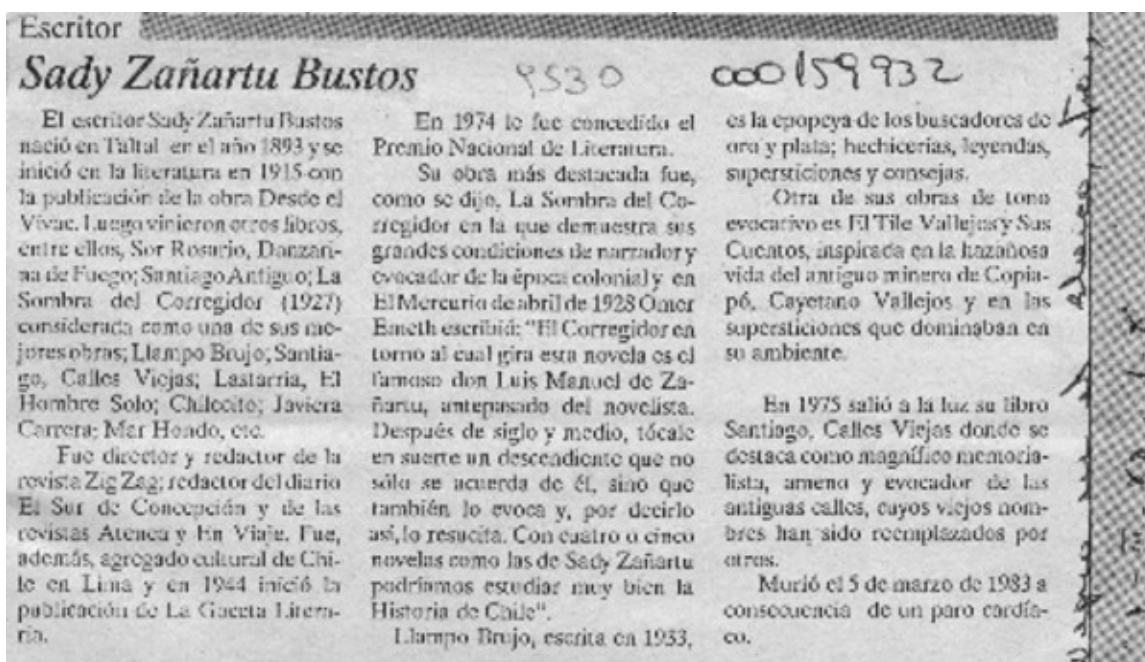 Escritor
Sady Zañartu Bustos
9530
000159932
El escritor Sady Zañartu Bustos
nació en Taltal en el año 1893 y se
inició en la literatura en 1915 con
la publicación de la obra Desde el
Vivac. Luego vinieron otros libros,
entre ellos, Sor Rosario, Danzari-
na de Fuego; Santiago Antiguo; La
Sombra del Corregidor (1927)
considerada como una de sus me-
jores obras; Llampo Brujo; Santia-
go, Calles Viejas; Lastarria, El
Hombre Solo; Chilecito; Javiera
Carrera; Mar Hondo, etc.
Fue director y redactor de la
revista Zig Zag; redactor del diario
El Sur de Concepción y de las
revistas Atenea y En Viaje. Fue,
además, agregado cultural de Chi-
le en Lima y en 1944 inició la
publicación de La Gaceta Litera-
ria.
En 1974 le fue concedido el
Premio Nacional de Literatura.
Su obra más destacada fue,
como se dijo, La Sombra del Co-
rregidor en la que demuestra sus
grandes condiciones de narrador y
evocador de la época colonial y en
El Mercurio de abril de 1928 Omer
Emeth escribió: "El Corregidor en
torno al cual gira esta novela es el
famoso don Luis Manuel de Za-
ñartu, antepasado del novelista.
Después de siglo y medio, tócale
en suerte un descendiente que no
sólo se acuerda de él, sino que
también lo evoca y, por decirlo
así, lo resucita. Con cuatro o cinco
novelas como las de Sady Zañartu
podríamos estudiar muy bien la
Historia de Chile".
Llampo Brujo, escrita en 1933,
es la epopeya de los buscadores de
oro y plata; hechicerías, leyendas,
supersticiones y consejas.
Otra de sus obras de tono
evocativo es El Tile Vallejos y Sus
Cuentos, inspirada en la hazañosa
vida del antiguo minero de Copia-
pó, Cayetano Vallejos y en las
supersticiones que dominaban en
su ambiente.
En 1975 salió a la luz su libro
Santiago, Calles Viejas donde se
destaca como magnífico memoria-
lista, ameno y evocador de las
antiguas calles, cuyos viejos nom-
bres han sido reemplazados por
otros.
Murió el 5 de marzo de 1983 a
consecuencia de un paro cardía-
co.